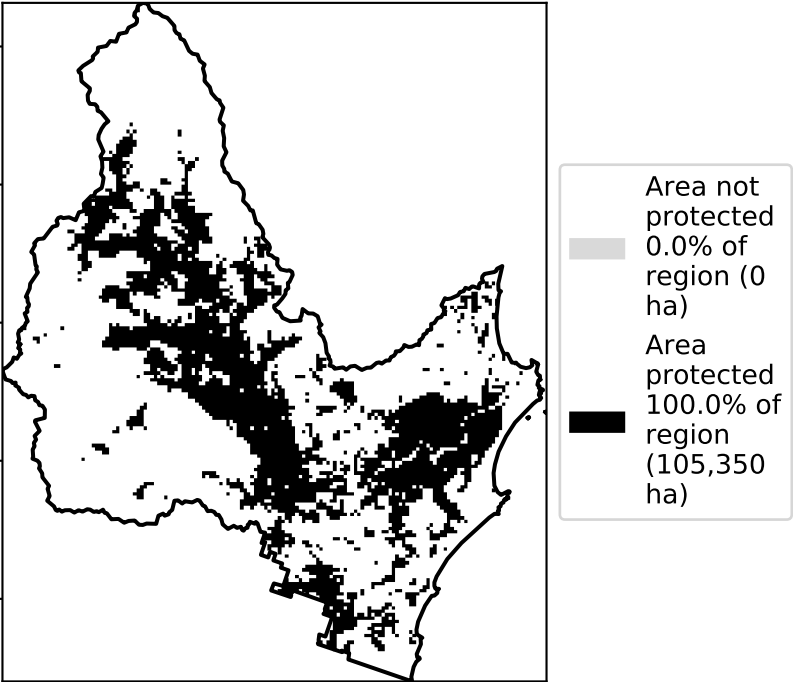 Area not
protected
0.0% of
region (0
ha)
Area
protected
100.0% of
region
(105,350
ha)